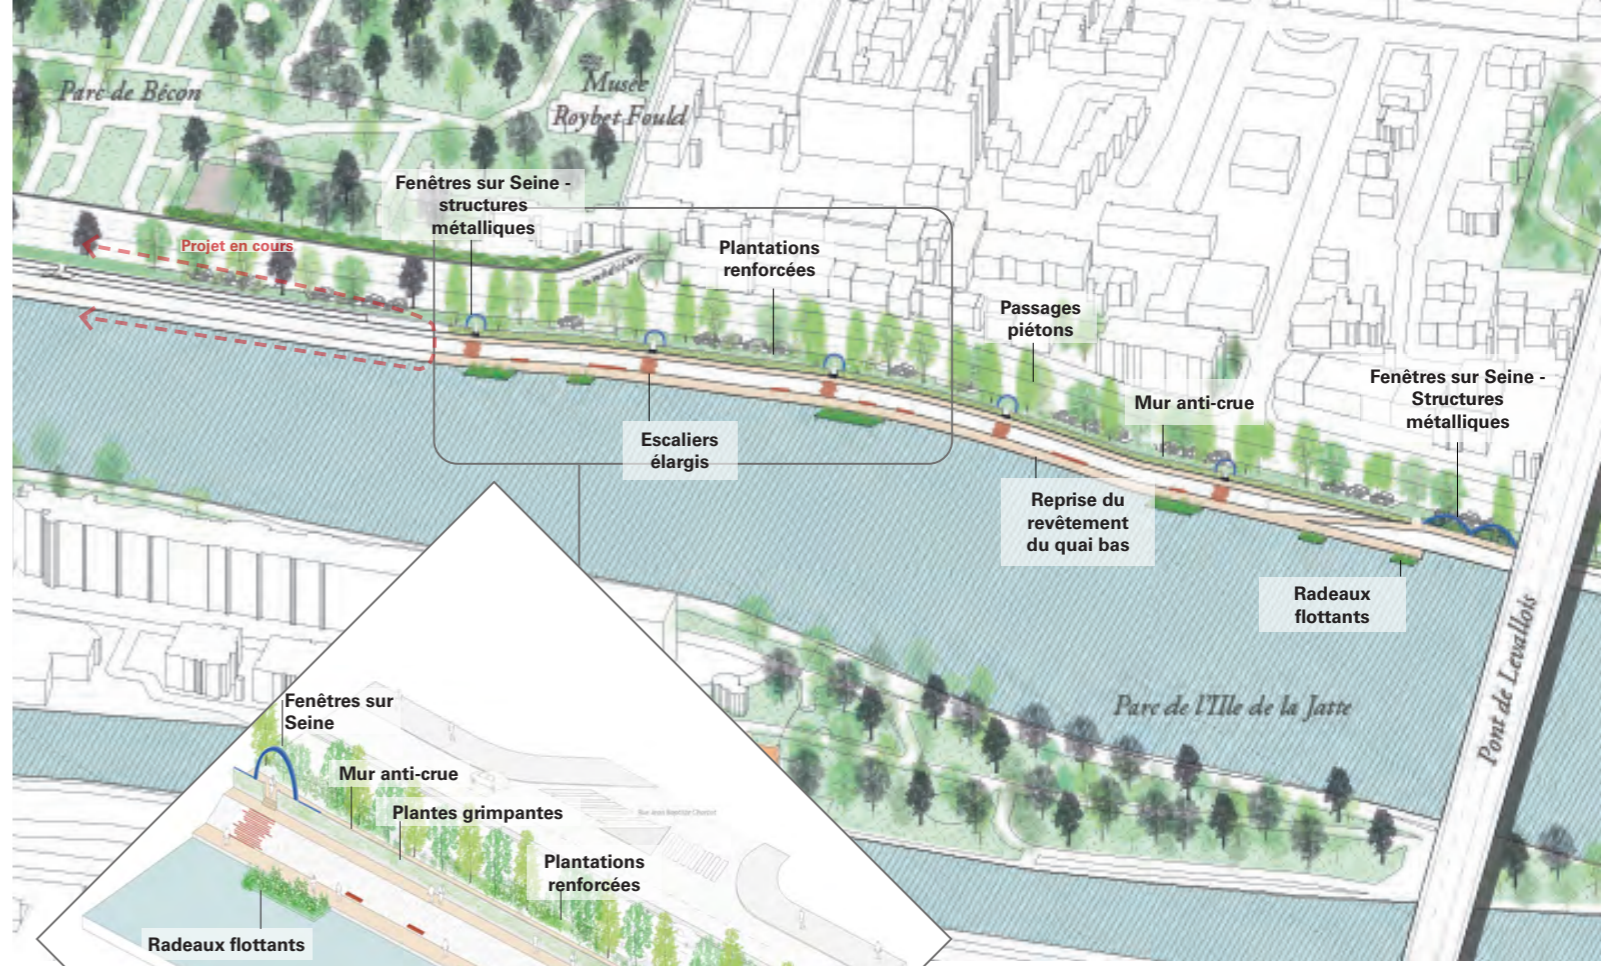 Parc de Bécon
Musée
Roybet Fould
Fenêtres sur Seine -
structures
métalliques
Projet en cours
Plantations
renforcées
Passages
piétons
Mur anti-crue
Fenêtres sur Seine -
Structures
métalliques
Escaliers
élargis
Reprise du
revêtement
du quai bas
Radeaux
flottants
Parc de l'IIle de la Jatte
Pont de Levallois
Fenêtres sur
Seine
Mur anti-crue
Plantes grimpantes
Plantations
renforcées
Radeaux flottants